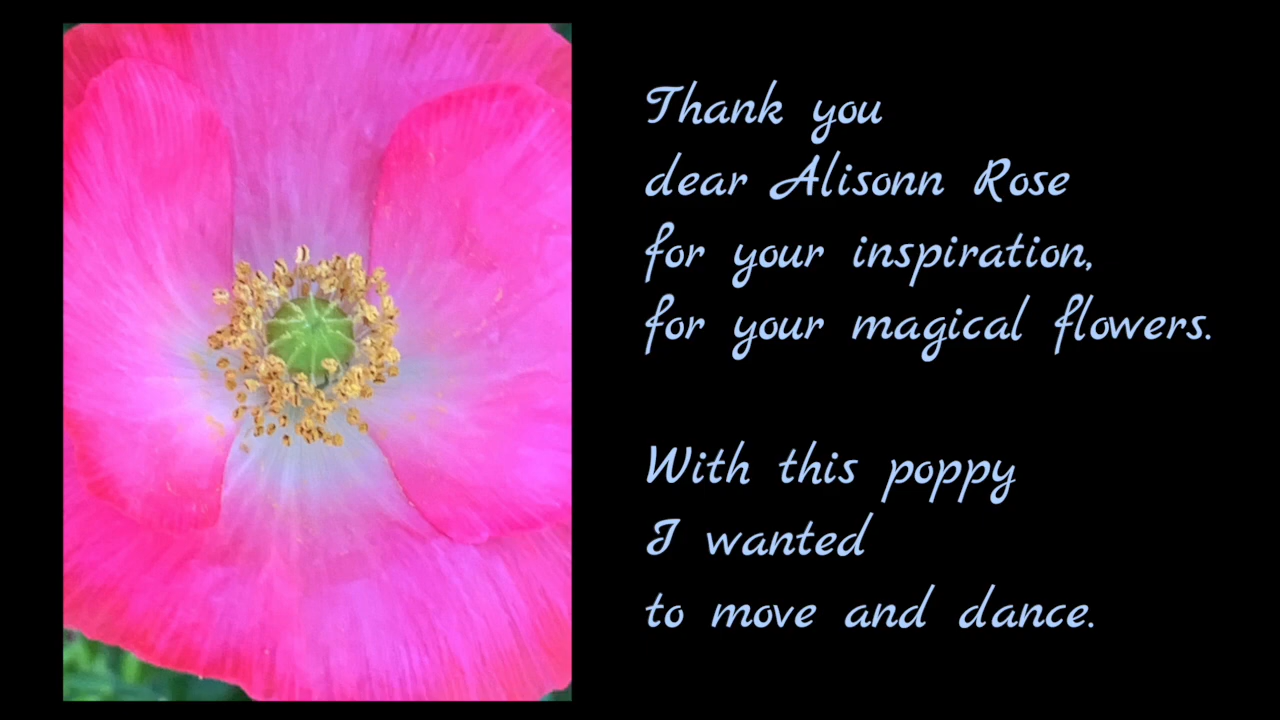 Thank you
dear Alisonn Rose
for your inspiration,
for your magical flowers.
With this poppy
I wanted
to move and dance.